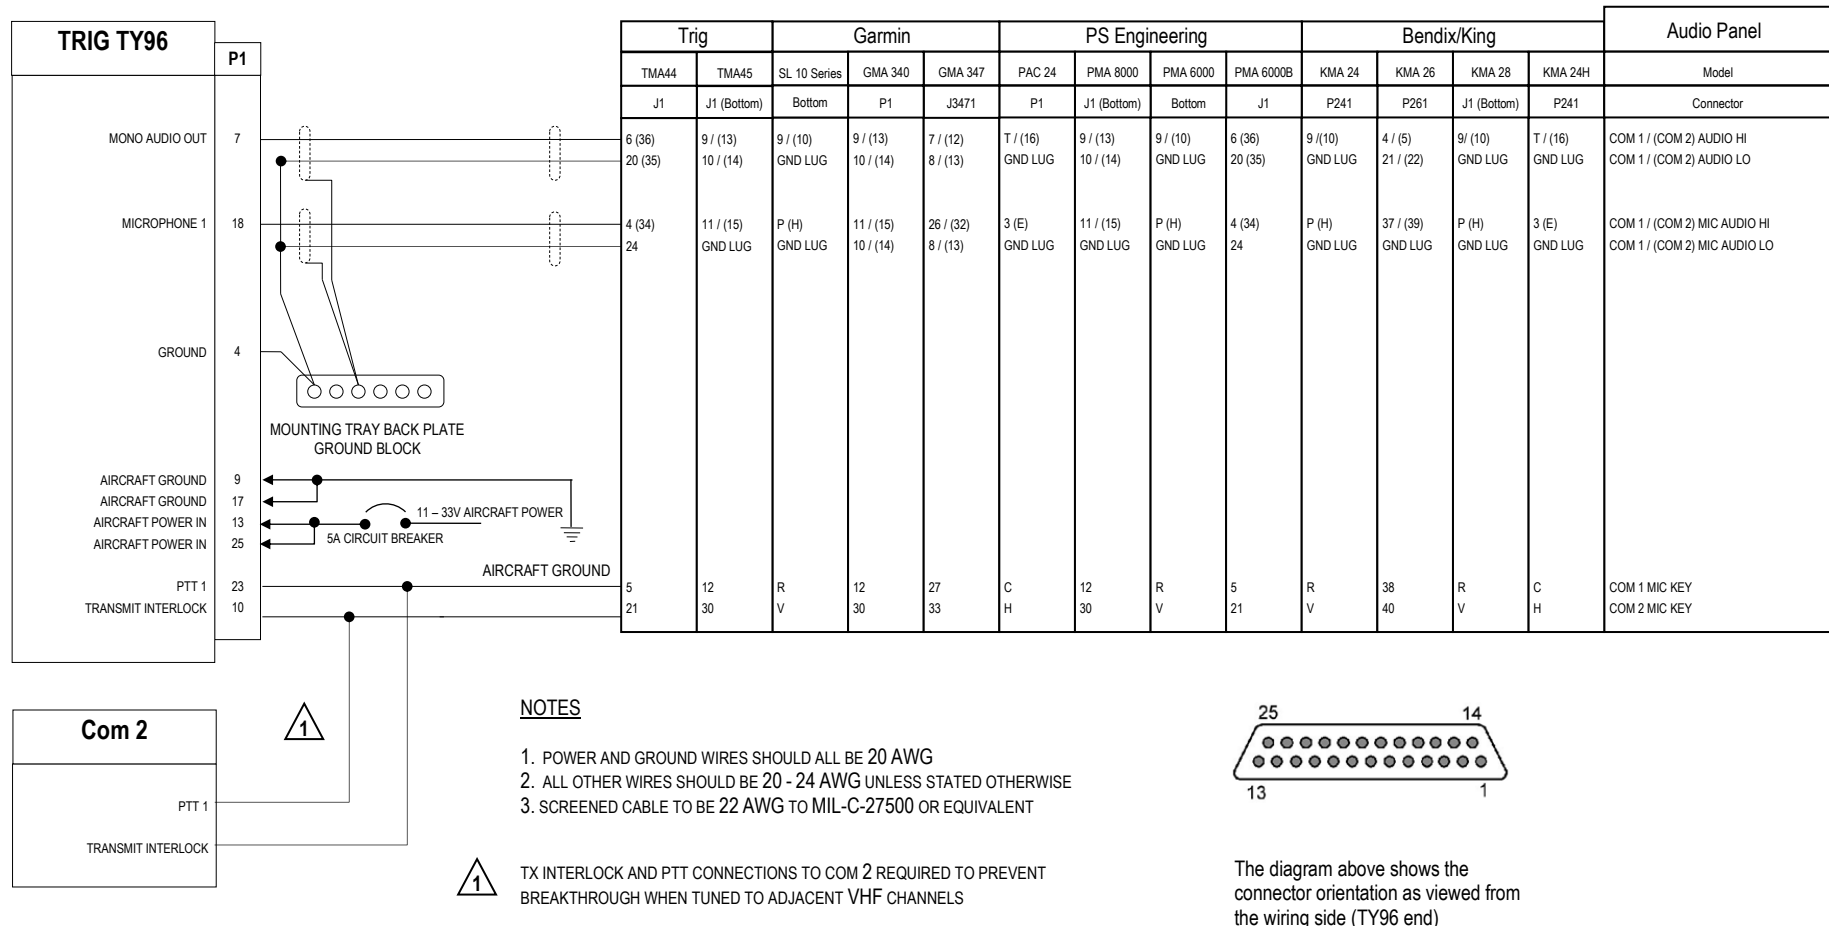 TRIG TY96
P1
Trig Garmin PS Engineering Bendix/King Audio Panel
TMA44 TMA45 SL 10 Series GMA 340 GMA 347 PAC 24 PMA 8000 PMA 6000 PMA 6000B KMA 24 KMA 26 KMA 28 KMA 24H Model
J1 J1 (Bottom) Bottom P1 J3471 P1 J1 (Bottom) Bottom J1 P241 P261 J1 (Bottom) P241 Connector
MONO AUDIO OUT 7 6 (36) 9 / (13) 9 / (10) 9 / (13) 7 / (12) T / (16) 9 / (13) 9 / (10) 6 (36) 9 /(10) 4 / (5) 9/ (10) T / (16) COM 1 / (COM 2) AUDIO HI
20 (35) 10 / (14) GND LUG 10 / (14) 8 / (13) GND LUG 10 / (14) GND LUG 20 (35) GND LUG 21 / (22) GND LUG GND LUG COM 1 / (COM 2) AUDIO LO
MICROPHONE 1 18 4 (34) 11 / (15) P (H) 11 / (15) 26 / (32) 3 (E) 11 / (15) P (H) 4 (34) P (H) 37 / (39) P (H) 3 (E) COM 1 / (COM 2) MIC AUDIO HI
24 GND LUG GND LUG 10 / (14) 8 / (13) GND LUG GND LUG GND LUG 24 GND LUG GND LUG GND LUG GND LUG COM 1 / (COM 2) MIC AUDIO LO
GROUND 4
MOUNTING TRAY BACK PLATE
GROUND BLOCK
AIRCRAFT GROUND 9
AIRCRAFT GROUND 17
11 – 33V AIRCRAFT POWER
AIRCRAFT POWER IN 13
5A CIRCUIT BREAKER
AIRCRAFT POWER IN 25
AIRCRAFT GROUND
PTT 1 23 5 12 R 12 27 C 12 R 5 R 38 R C COM 1 MIC KEY
TRANSMIT INTERLOCK 10 21 30 V 30 33 H 30 V 21 V 40 V H COM 2 MIC KEY
Com 2
1
PTT 1
TRANSMIT INTERLOCK
NOTES
1. POWER AND GROUND WIRES SHOULD ALL BE 20 AWG
2. ALL OTHER WIRES SHOULD BE 20 - 24 AWG UNLESS STATED OTHERWISE
3. SCREENED CABLE TO BE 22 AWG TO MIL-C-27500 OR EQUIVALENT
1 TX INTERLOCK AND PTT CONNECTIONS TO COM 2 REQUIRED TO PREVENT
BREAKTHROUGH WHEN TUNED TO ADJACENT VHF CHANNELS
25 14
13 1
The diagram above shows the
connector orientation as viewed from
the wiring side (TY96 end)